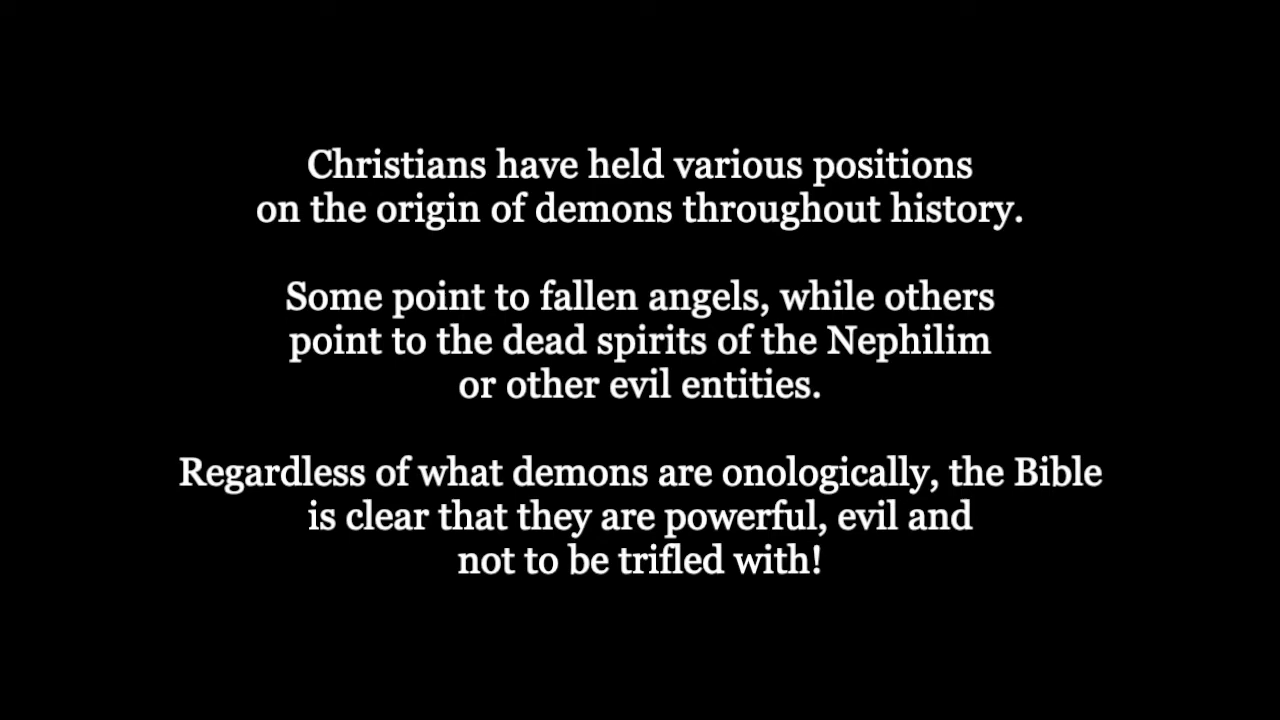 Christians have held various positions
on the origin of demons throughout history.
Some point to fallen angels, while others
point to the dead spirits of the Nephilim
or other evil entities.
Regardless of what demons are onologically, the Bible
is clear that they are powerful, evil and
not to be trifled with!